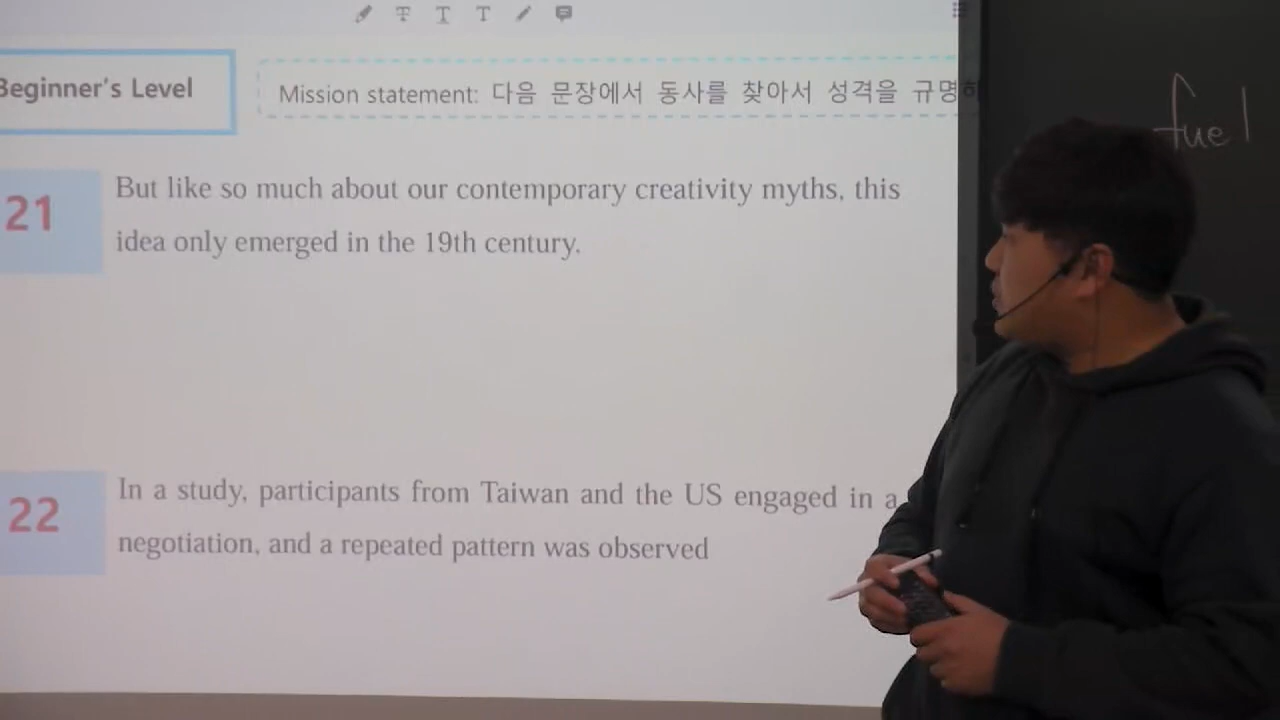 Beginner's Level
Mission statement: 다음 문장에서 동사를 찾아서 성격을 규명하
fuel
21
But like so much about our contemporary creativity myths, this
idea only emerged in the 19th century.
22
In a study, participants from Taiwan and the US engaged in a
negotiation, and a repeated pattern was observed